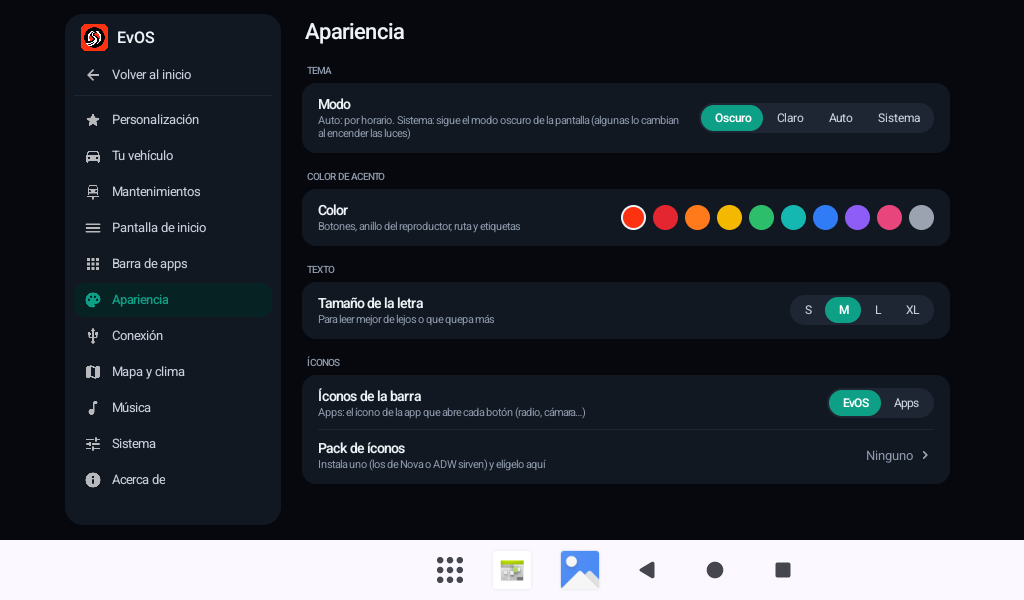 EvOS
Volver al inicio
Personalización
Tu vehículo
Mantenimientos
Pantalla de inicio
Barra de apps
Apariencia
Conexión
Mapa y clima
Música
Sistema
Acerca de
Apariencia
TEMA
Modo
Auto: por horario. Sistema: sigue el modo oscuro de la pantalla (algunas lo cambian
al encender las luces)
Oscuro Claro Auto Sistema
COLOR DE ACENTO
Color
Botones, anillo del reproductor, ruta y etiquetas
TEXTO
Tamaño de la letra
Para leer mejor de lejos o que quepa más
S M L XL
ÍCONOS
Íconos de la barra
Apps: el ícono de la app que abre cada botón (radio, cámara…)
EvOS Apps
Pack de íconos
Instala uno (los de Nova o ADW sirven) y elígelo aquí
Ninguno